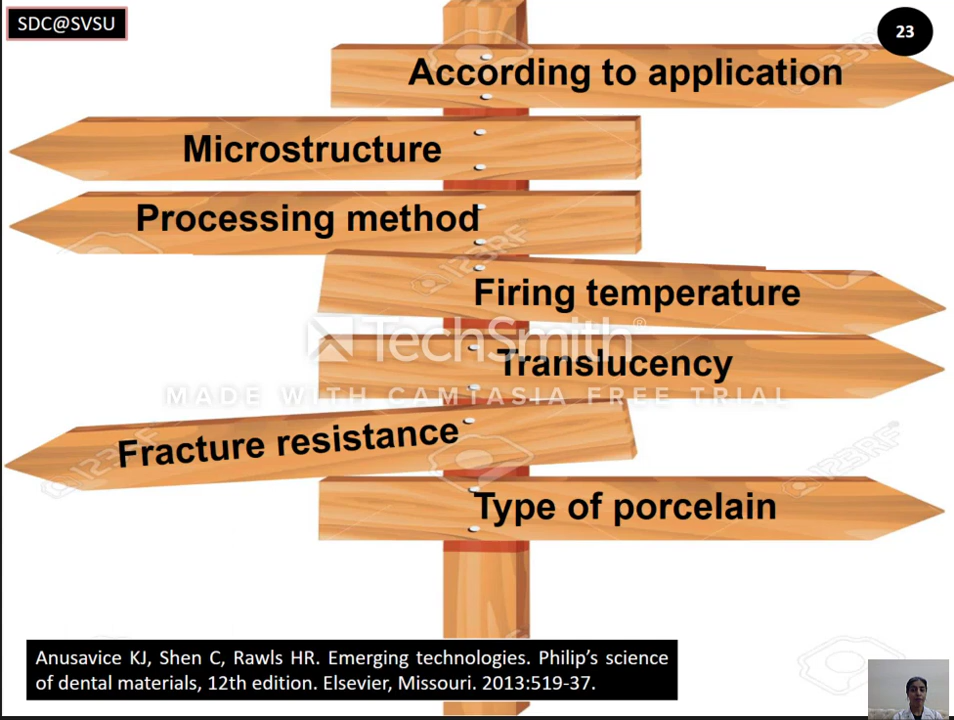 SDC@SVSU
23
According to application
Microstructure
Processing method
Firing temperature
TechSmith®
Translucency
MADE WITH CAMTASIA FREE TRIAL
Fracture resistance
Type of porcelain
Anusavice KJ, Shen C, Rawls HR. Emerging technologies. Philip’s science
of dental materials, 12th edition. Elsevier, Missouri. 2013:519-37.